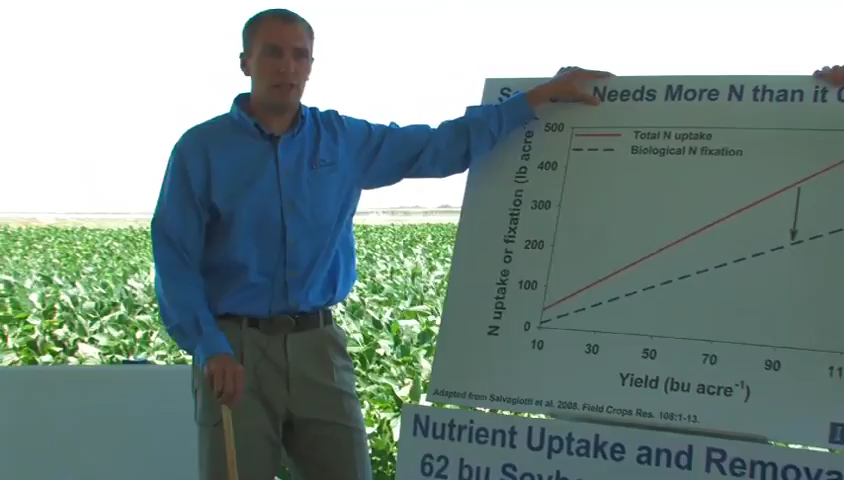 Needs More N than it
Total N uptake
Biological N fixation
500
400
300
200
100
0
N uptake or fixation (lb acre
10 30 50 70 90
Yield (bu acre-1)
Adapted from Salvagiotti et al. 2008. Field Crops Res. 108:1-13.
Nutrient Uptake and Remova
62 bu Soybean